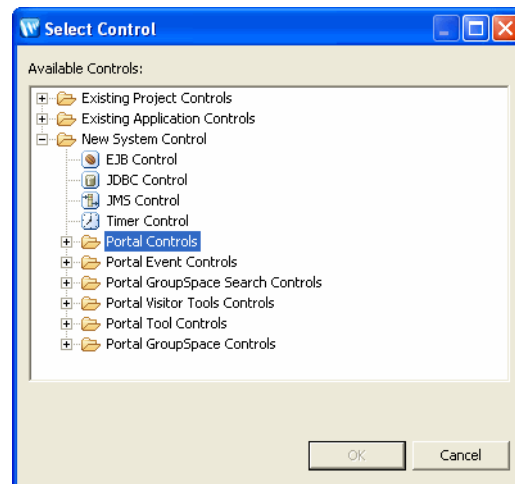 Select Control
Available Controls:
Existing Project Controls
Existing Application Controls
New System Control
EJB Control
JDBC Control
JMS Control
Timer Control
Portal Controls
Portal Event Controls
Portal GroupSpace Search Controls
Portal Visitor Tools Controls
Portal Tool Controls
Portal GroupSpace Controls
OK Cancel